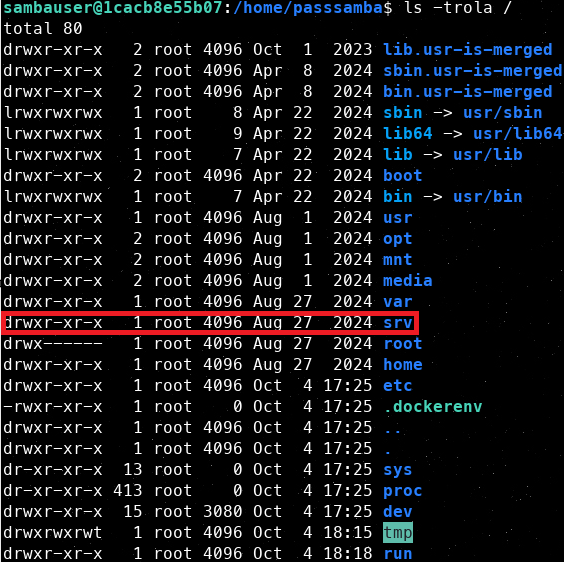 sambauser@1cacb8e55b07:/home/passsamba$ ls -trola /
total 80
drwxr-xr-x   2 root 4096 Oct  1  2023 lib.usr-is-merged
drwxr-xr-x   2 root 4096 Apr  8  2024 sbin.usr-is-merged
drwxr-xr-x   2 root 4096 Apr  8  2024 bin.usr-is-merged
lrwxrwxrwx   1 root    8 Apr 22  2024 sbin -> usr/sbin
lrwxrwxrwx   1 root    9 Apr 22  2024 lib64 -> usr/lib64
lrwxrwxrwx   1 root    7 Apr 22  2024 lib -> usr/lib
drwxr-xr-x   2 root 4096 Apr 22  2024 boot
lrwxrwxrwx   1 root    7 Apr 22  2024 bin -> usr/bin
drwxr-xr-x   1 root 4096 Aug  1  2024 usr
drwxr-xr-x   2 root 4096 Aug  1  2024 opt
drwxr-xr-x   2 root 4096 Aug  1  2024 mnt
drwxr-xr-x   2 root 4096 Aug  1  2024 media
drwxr-xr-x   1 root 4096 Aug 27  2024 var
drwxr-xr-x   1 root 4096 Aug 27  2024 srv
drwx------   1 root 4096 Aug 27  2024 root
drwxr-xr-x   1 root 4096 Aug 27  2024 home
drwxr-xr-x   1 root 4096 Oct  4 17:25 etc
-rwxr-xr-x   1 root    0 Oct  4 17:25 .dockerenv
drwxr-xr-x   1 root 4096 Oct  4 17:25 ..
drwxr-xr-x   1 root 4096 Oct  4 17:25 .
dr-xr-xr-x  13 root    0 Oct  4 17:25 sys
dr-xr-xr-x 413 root    0 Oct  4 17:25 proc
drwxr-xr-x  15 root 3080 Oct  4 17:25 dev
drwxrwxrwt   1 root 4096 Oct  4 18:15 tmp
drwxr-xr-x   1 root 4096 Oct  4 18:18 run